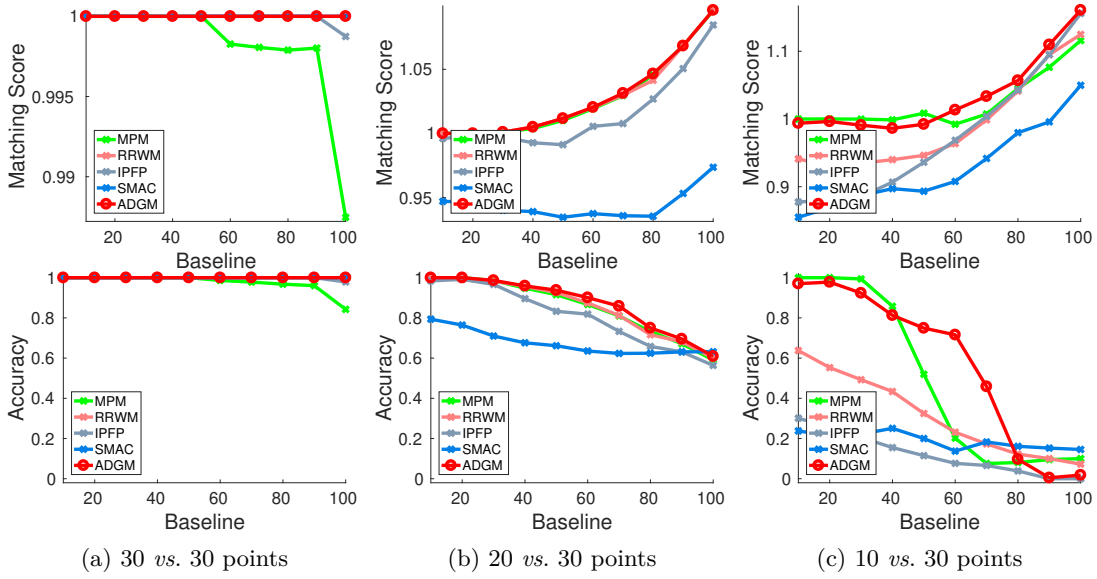 Matching Score
1
0.995
0.99
MPM
RRWM
IPFP
SMAC
ADGM
20 40 60 80 100
Baseline
Matching Score
1.05
1
0.95
MPM
RRWM
IPFP
SMAC
ADGM
20 40 60 80 100
Baseline
Matching Score
1.1
1
0.9
MPM
RRWM
IPFP
SMAC
ADGM
20 40 60 80 100
Baseline
Accuracy
1
0.8
0.6
0.4
0.2
0
MPM
RRWM
IPFP
SMAC
ADGM
20 40 60 80 100
Baseline
Accuracy
1
0.8
0.6
0.4
0.2
0
MPM
RRWM
IPFP
SMAC
ADGM
20 40 60 80 100
Baseline
Accuracy
1
0.8
0.6
0.4
0.2
0
MPM
RRWM
IPFP
SMAC
ADGM
20 40 60 80 100
Baseline
(a) 30 vs. 30 points
(b) 20 vs. 30 points
(c) 10 vs. 30 points